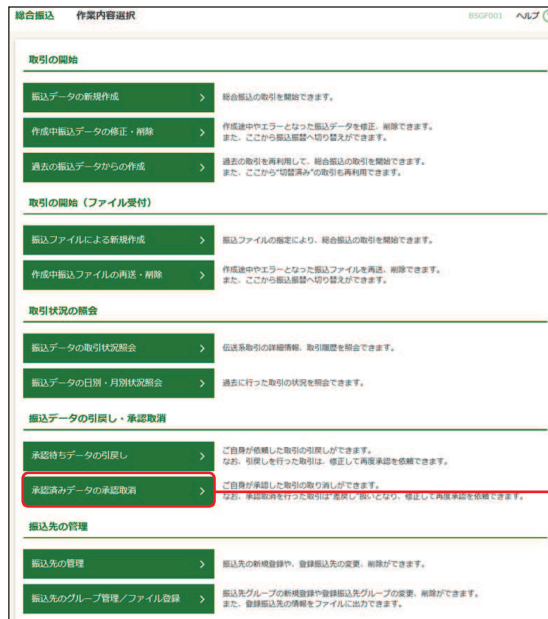 総合振込 作業内容選択 BSGF001 ヘルプ
取引の開始
振込データの新規作成 総合振込の取引を開始できます。
作成中振込データの修正・削除 作成途中やエラーとなった振込データを修正、削除できます。
また、ここから振込振替へ切り替えができます。
過去の振込データからの作成 過去の取引を再利用して、総合振込の取引を開始できます。
また、ここから“切替済み”の取引も再利用できます。
取引の開始（ファイル受付）
振込ファイルによる新規作成 振込ファイルの指定により、総合振込の取引を開始できます。
作成中振込ファイルの再送・削除 作成途中やエラーとなった振込ファイルを再送、削除できます。
また、ここから振込振替へ切り替えができます。
取引状況の照会
振込データの取引状況照会 伝送系取引の詳細情報、取引履歴を照会できます。
振込データの日別・月別状況照会 過去に行った取引の状況を照会できます。
振込データの引戻し・承認取消
承認待ちデータの引戻し ご自身が依頼した取引の引戻しができます。
なお、引戻しを行った取引は、修正して再度承認を依頼できます。
承認済みデータの承認取消 ご自身が承認した取引の取り消しができます。
なお、承認取消を行った取引は“差戻し”扱いとなり、修正して再度承認を依頼できます。
振込先の管理
振込先の管理 振込先の新規登録や、登録振込先の変更、削除ができます。
振込先のグループ管理／ファイル登録 振込先グループの新規登録や登録振込先グループの変更、削除ができます。
また、登録振込先の情報をファイルに出力できます。